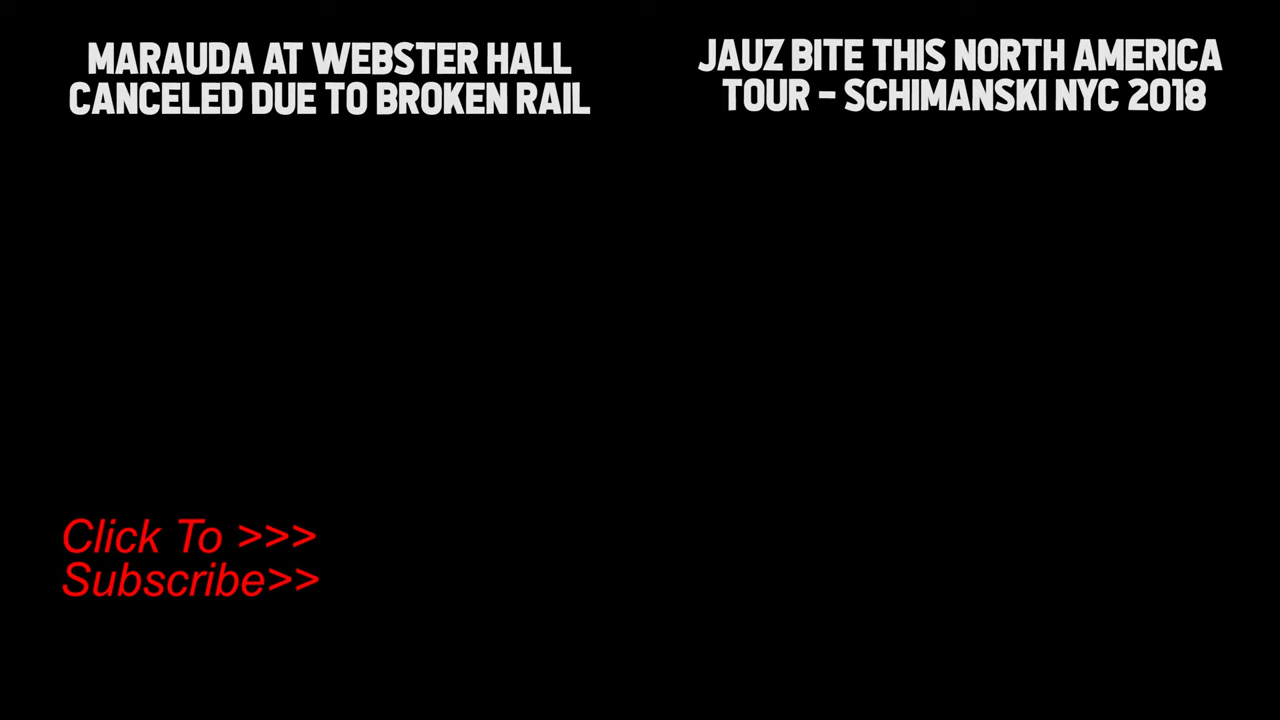 MARAUDA AT WEBSTER HALL
CANCELED DUE TO BROKEN RAIL
JAUZ BITE THIS NORTH AMERICA
TOUR - SCHIMANSKI NYC 2018
Click To >>>
Subscribe>>